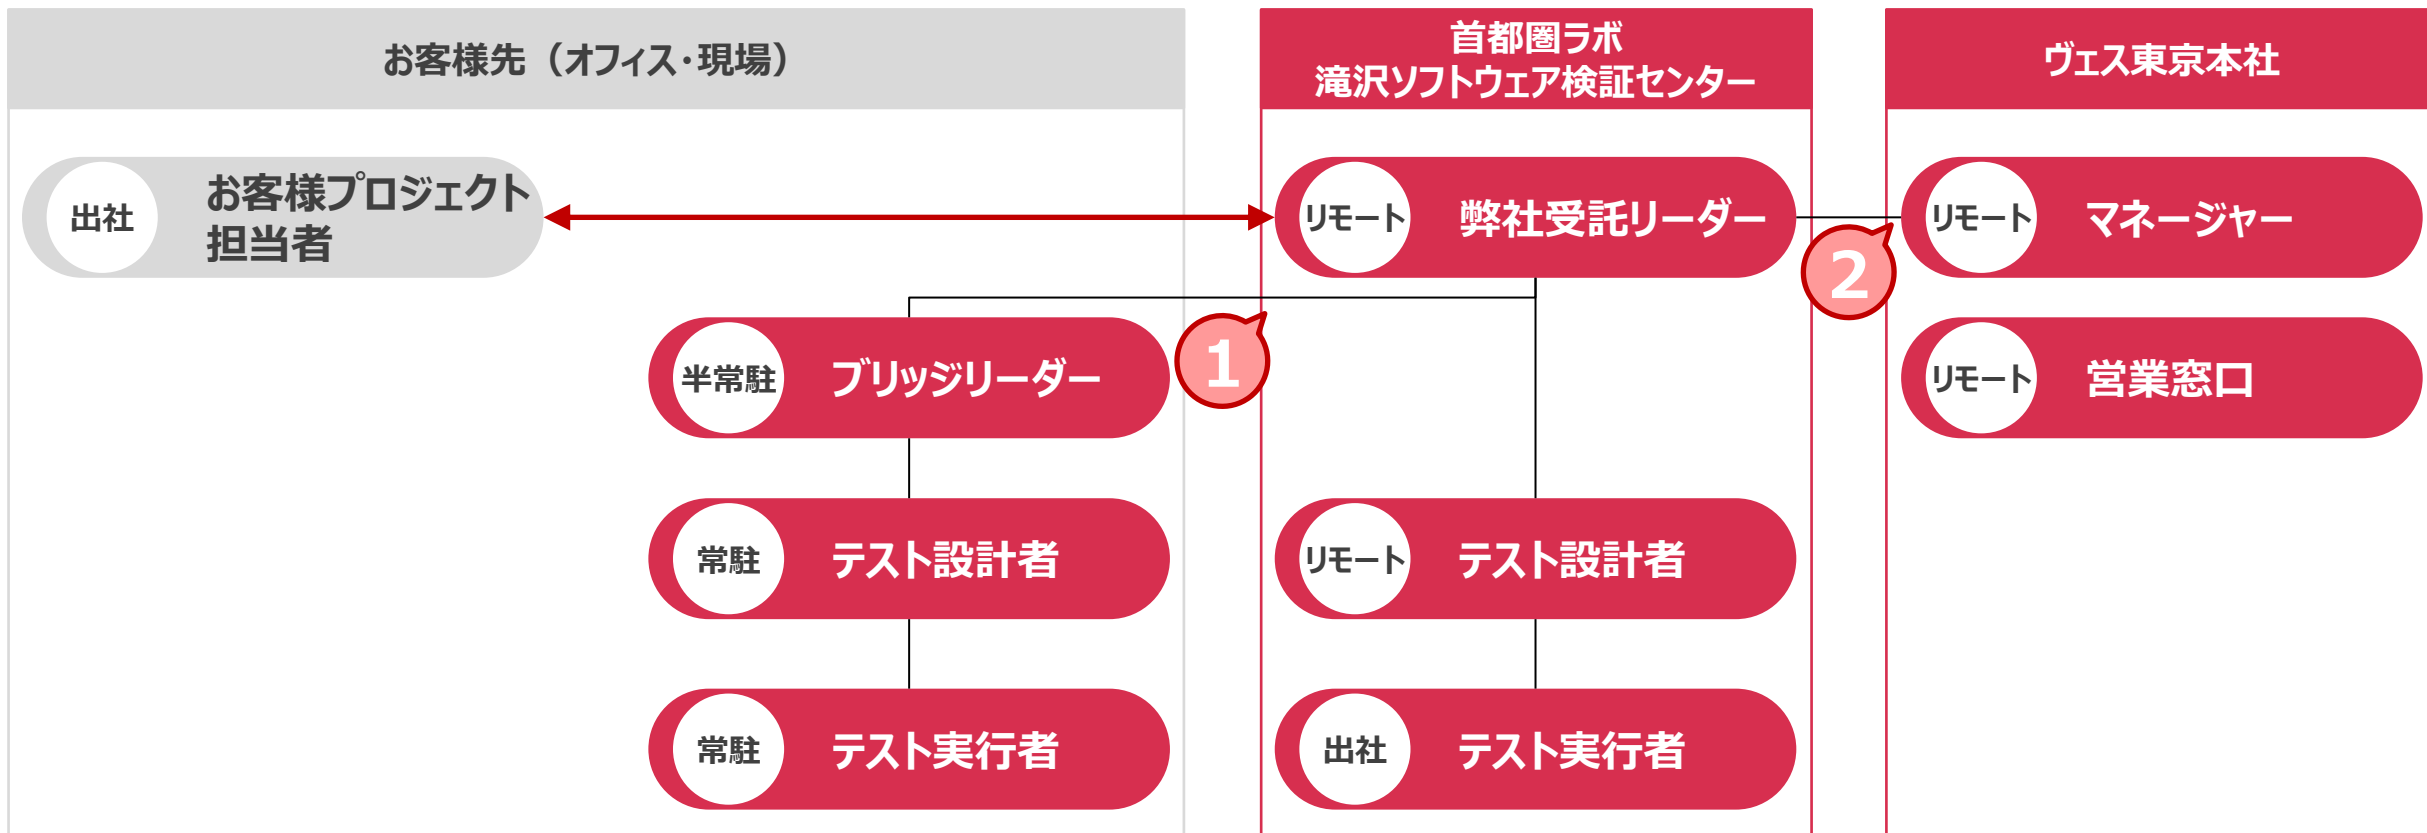 お客様先（オフィス・現場）
首都圏ラボ
滝沢ソフトウェア検証センター
ヴェス東京本社
出社
お客様プロジェクト
担当者
リモート
弊社受託リーダー
リモート
マネージャー
2
半常駐
ブリッジリーダー
1
リモート
営業窓口
常駐
テスト設計者
リモート
テスト設計者
常駐
テスト実行者
出社
テスト実行者